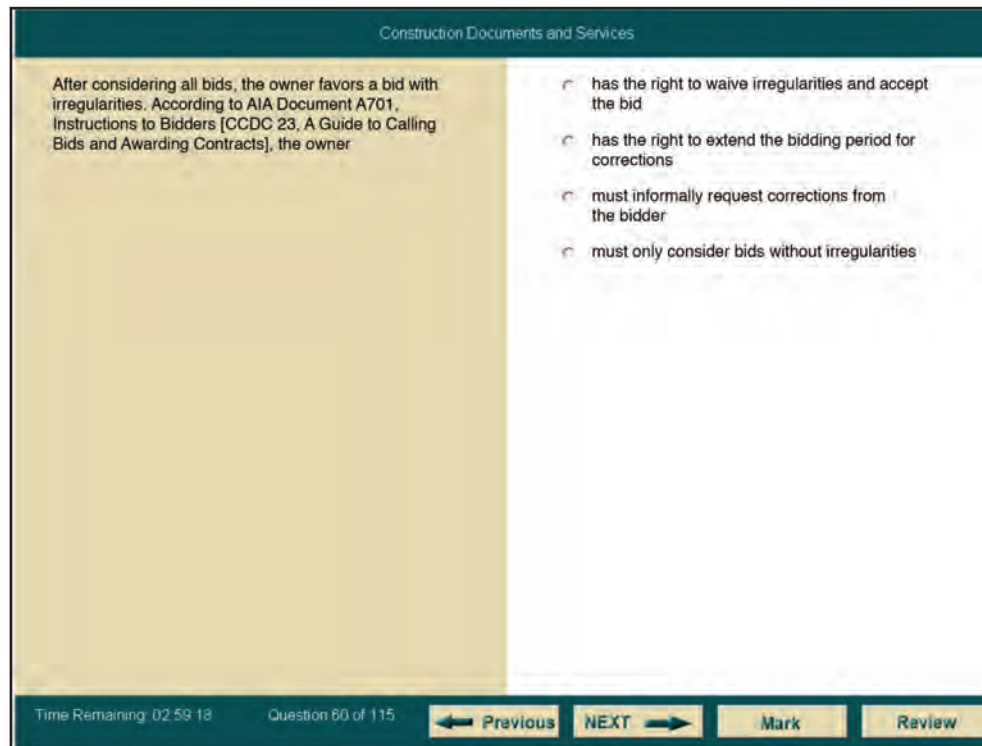 Construction Documents and Services
After considering all bids, the owner favors a bid with
irregularities. According to AIA Document A701,
Instructions to Bidders [CCDC 23, A Guide to Calling
Bids and Awarding Contracts], the owner
has the right to waive irregularities and accept
the bid
has the right to extend the bidding period for
corrections
must informally request corrections from
the bidder
must only consider bids without irregularities
Time Remaining: 02:59:18 Question 60 of 115 Previous NEXT Mark Review